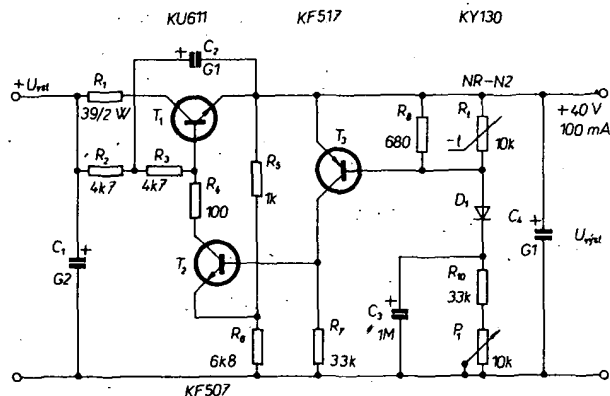 KU611 KF517 KY130
C2
G1
+Uvst R1
39/2 W
T1
NR-N2
+40 V
100 mA
R8
680
Rt
10k
-t
T3
R2
4k7
R3
4k7
R5
1k
R4
100
D1
C4
G1
Uvýst
C1
G2
T2
R10
33k
C3
1M
P1
10k
R6
6k8
R7
33k
KF507